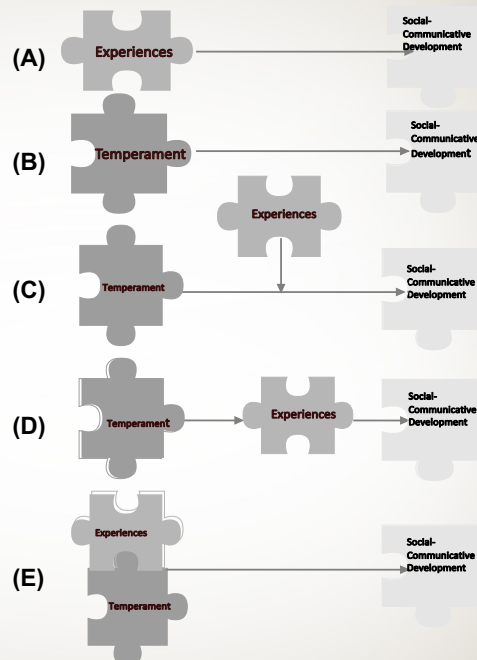 (A)
Experiences
Social-
Communicative
Development
(B)
Temperament
Social-
Communicative
Development
Experiences
(C)
Temperament
Social-
Communicative
Development
(D)
Temperament
Experiences
Social-
Communicative
Development
Experiences
(E)
Temperament
Social-
Communicative
Development